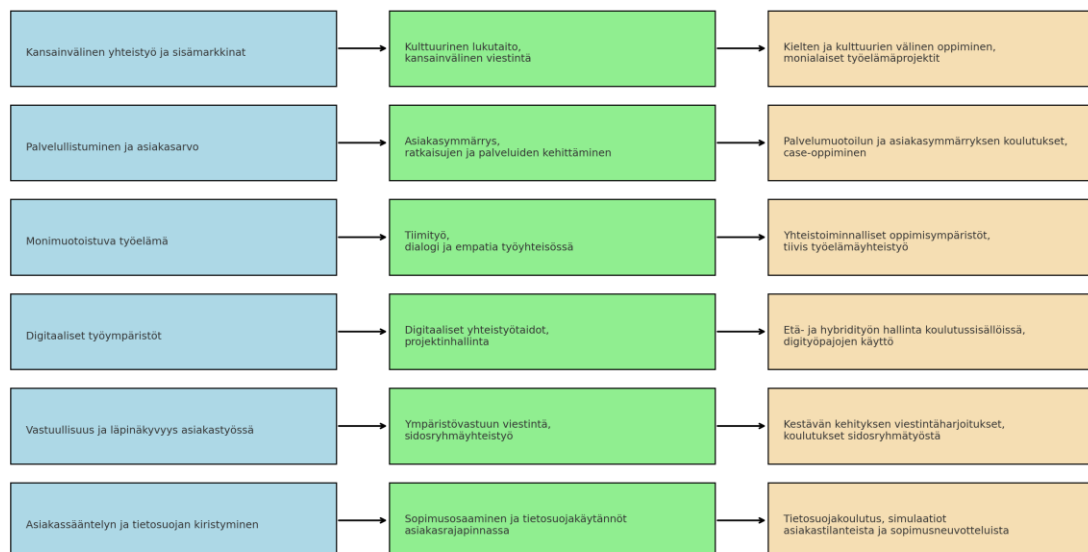 Kansainvälinen yhteistyö ja sisämarkkinat
Kulttuurinen lukutaito,
kansainvälinen viestintä
Kielten ja kulttuurien välinen oppiminen,
monialaiset työelämäprojektit
Palvelullistuminen ja asiakasarvo
Asiakasymmärrys,
ratkaisujen ja palveluiden kehittäminen
Palvelumuotoilun ja asiakasymmärryksen koulutukset,
case-oppiminen
Monimuotoistuva työelämä
Tiimityö,
dialogi ja empatia työyhteisössä
Yhteistoiminnalliset oppimisympäristöt,
tiivis työelämäyhteistyö
Digitaaliset työympäristöt
Digitaaliset yhteistyötaidot,
projektinhallinta
Etä- ja hybridityön hallinta koulutussisällöissä,
digityöpajojen käyttö
Vastuullisuus ja läpinäkyvyys asiakastyössä
Ympäristövastuun viestintä,
sidosryhmäyhteistyö
Kestävän kehityksen viestintäharjoitukset,
koulutukset sidosryhmätyöstä
Asiakassääntelyn ja tietosuojan kiristyminen
Sopimusosaaminen ja tietosuojakäytännöt
asiakasrajapinnassa
Tietosuojakoulutus, simulaatiot
asiakastilanteista ja sopimusneuvotteluista